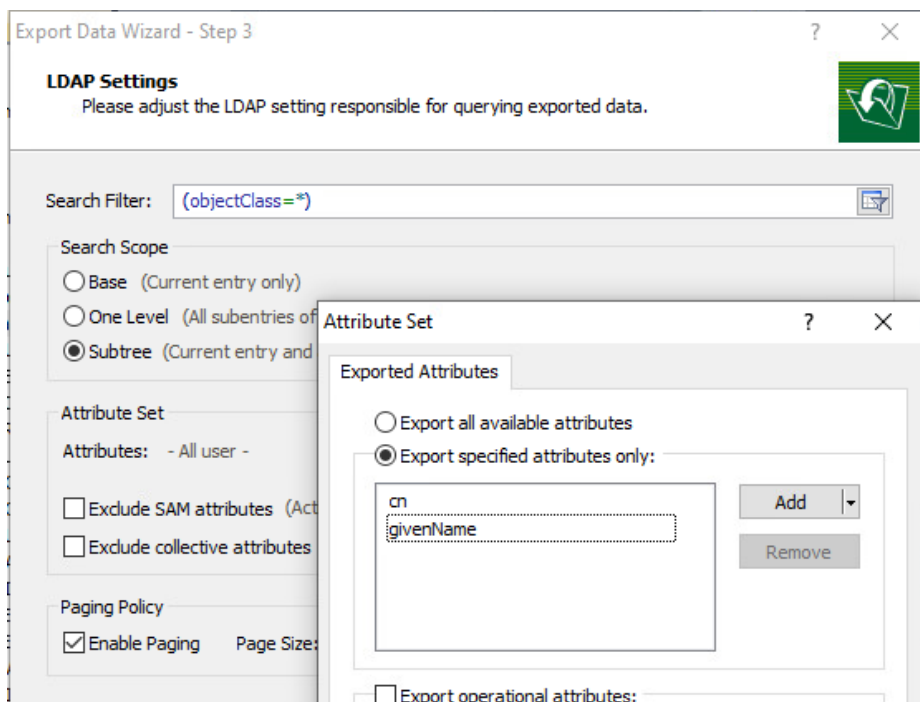 Export Data Wizard - Step 3
LDAP Settings
Please adjust the LDAP setting responsible for querying exported data.
Search Filter: (objectClass=*)
Search Scope
Base (Current entry only)
One Level (All subentries of
Subtree (Current entry and
Attribute Set
Attributes: - All user -
Exclude SAM attributes
Exclude collective attributes
Paging Policy
Enable Paging Page Size:
Attribute Set
Exported Attributes
Export all available attributes
Export specified attributes only:
cn
givenName
Add
Remove
Export operational attributes: